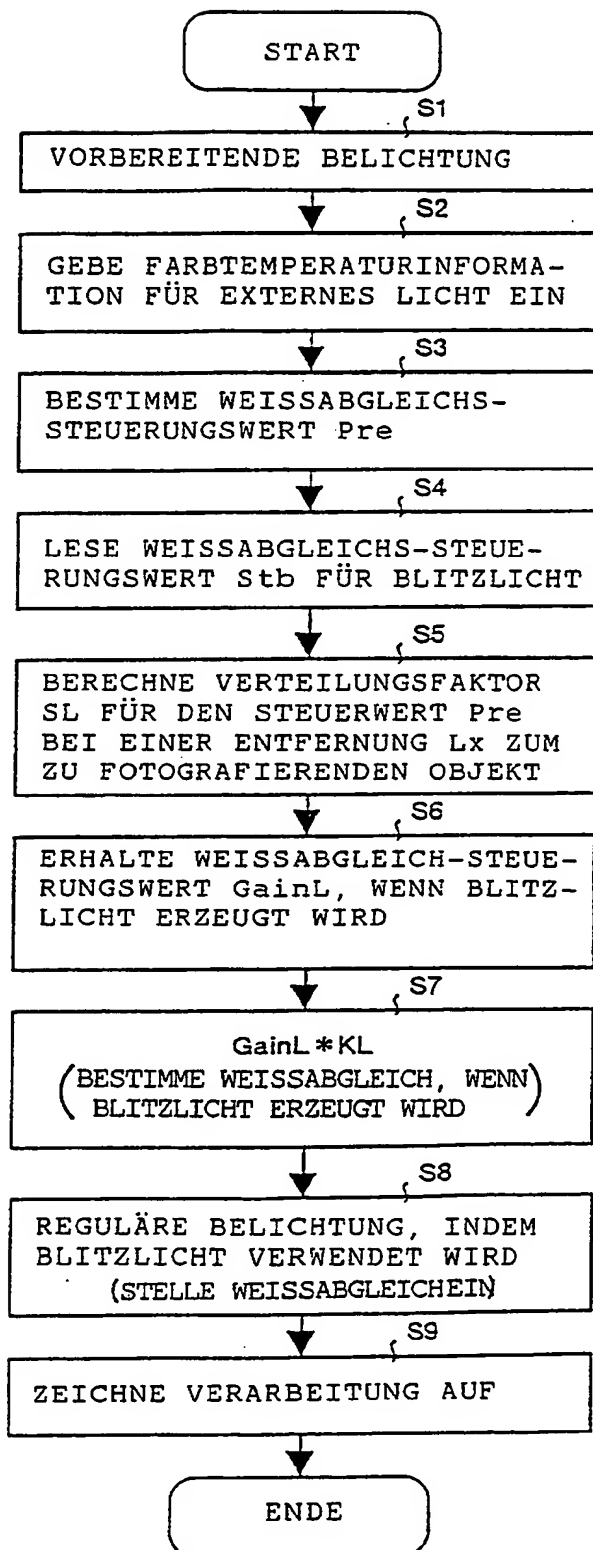 START
S1
VORBEREITENDE BELICHTUNG
S2
GEBE FARBTEMPERATURINFORMA-
TION FÜR EXTERNES LICHT EIN
S3
BESTIMME WEISSABGLEICHS-
STEUERUNGSWERT Pre
S4
LESE WEISSABGLEICHS-STEUE-
RUNGSWERT Stb FÜR BLITZLICHT
S5
BERECHNE VERTEILUNGSFAKTOR
SL FÜR DEN STEUERWERT Pre
BEI EINER ENTFERNUNG Lx ZUM
ZU FOTOGRAFIERENDEN OBJEKT
S6
ERHALTE WEISSABGLEICH-STEUE-
RUNGSWERT GainL, WENN BLITZ-
LICHT ERZEUGT WIRD
S7
GainL*KL
(BESTIMME WEISSABGLEICH, WENN
BLITZLICHT ERZEUGT WIRD)
S8
REGULÄRE BELICHTUNG, INDEM
BLITZLICHT VERWENDET WIRD
(STELLE WEISSABGLEICHEIN)
S9
ZEICHNE VERARBEITUNG AUF
ENDE